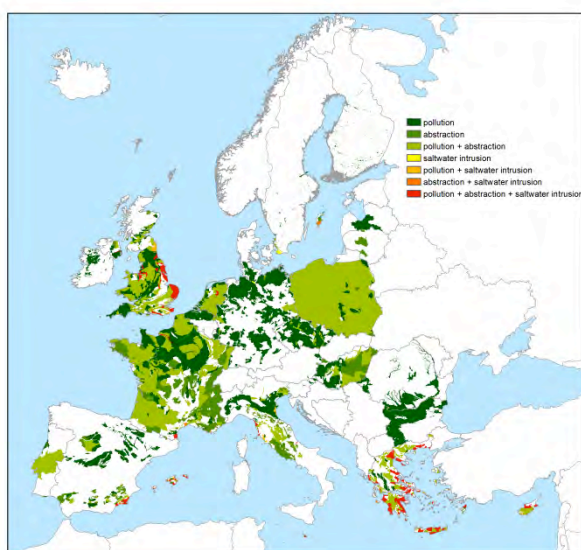 pollution
abstraction
pollution + abstraction
saltwater intrusion
pollution + saltwater intrusion
abstraction + saltwater intrusion
pollution + abstraction + saltwater intrusion